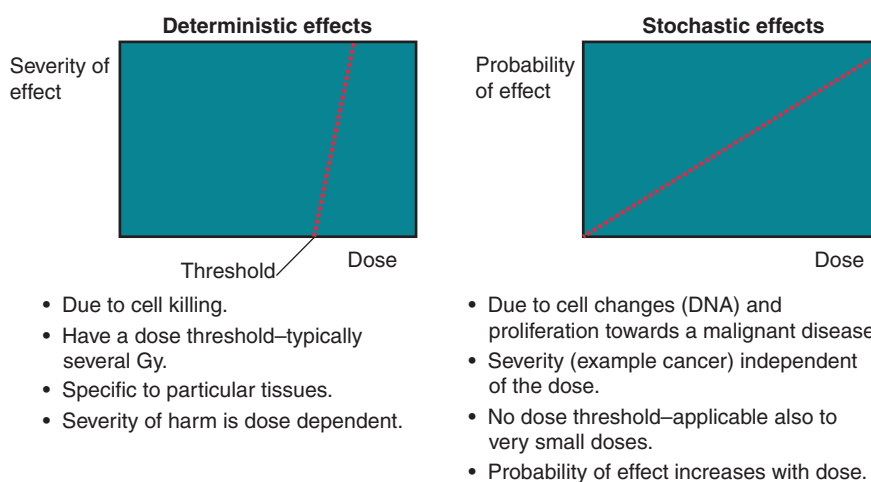 Deterministic effects
Severity of
effect
Threshold
Dose
• Due to cell killing.
• Have a dose threshold–typically
several Gy.
• Specific to particular tissues.
• Severity of harm is dose dependent.
Stochastic effects
Probability
of effect
Dose
• Due to cell changes (DNA) and
proliferation towards a malignant disease
• Severity (example cancer) independent
of the dose.
• No dose threshold–applicable also to
very small doses.
• Probability of effect increases with dose.